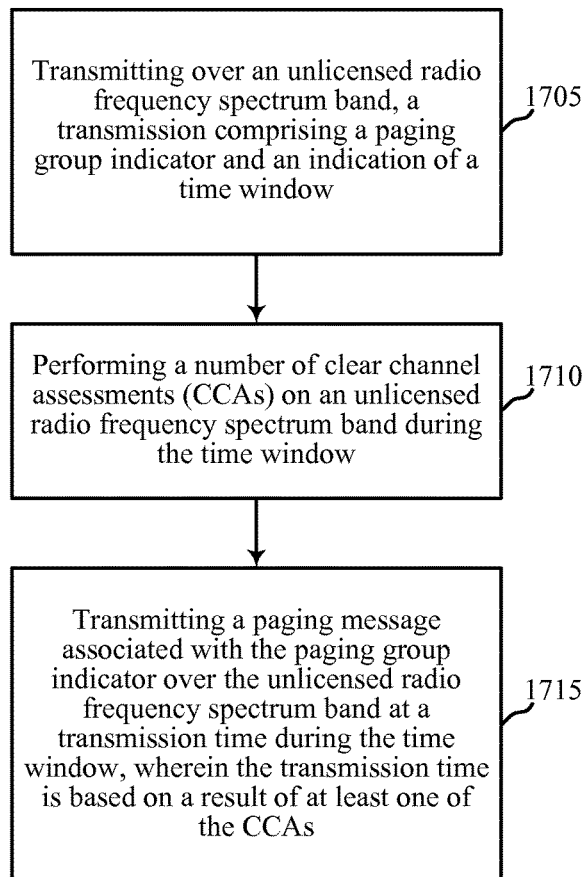 Transmitting over an unlicensed radio
frequency spectrum band, a
transmission comprising a paging
group indicator and an indication of a
time window
1705
Performing a number of clear channel
assessments (CCAs) on an unlicensed
radio frequency spectrum band during
the time window
1710
Transmitting a paging message
associated with the paging group
indicator over the unlicensed radio
frequency spectrum band at a
transmission time during the time
window, wherein the transmission time
is based on a result of at least one of
the CCAs
1715